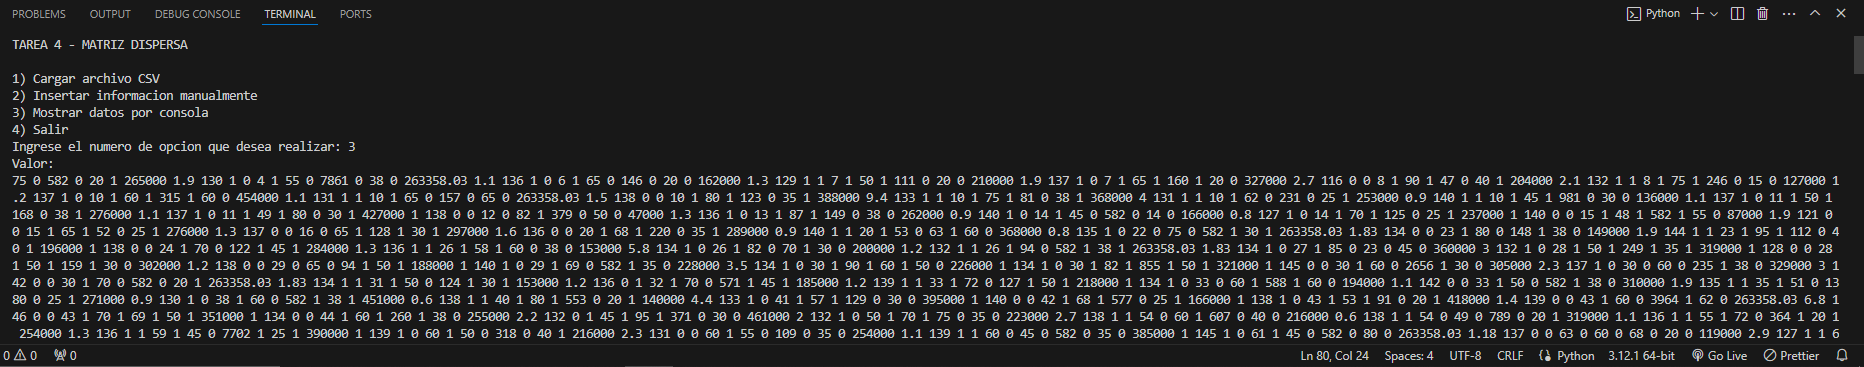 PROBLEMS OUTPUT DEBUG CONSOLE TERMINAL PORTS Python
TAREA 4 - MATRIZ DISPERSA
1) Cargar archivo CSV
2) Insertar informacion manualmente
3) Mostrar datos por consola
4) Salir
Ingrese el numero de opcion que desea realizar: 3
Valor:
75 0 582 0 20 1 265000 1.9 130 1 0 4 1 55 0 7861 0 38 0 263358.03 1.1 136 1 0 6 1 65 0 146 0 20 0 162000 1.3 129 1 1 7 1 50 1 111 0 20 0 210000 1.9 137 1 0 7 1 65 1 160 1 20 0 327000 2.7 116 0 0 8 1 90 1 47 0 40 1 204000 2.1 132 1 1 8 1 75 1 246 0 15 0 127000 1
.2 137 1 0 10 1 60 1 315 1 60 0 454000 1.1 131 1 1 10 1 65 0 157 0 65 0 263358.03 1.5 138 0 0 10 1 80 1 123 0 35 1 388000 9.4 133 1 1 10 1 75 1 81 0 38 1 368000 4 131 1 1 10 1 62 0 231 0 25 1 253000 0.9 140 1 1 10 1 45 1 981 0 30 0 136000 1.1 137 1 0 11 1 50 1
168 0 38 1 276000 1.1 137 1 0 11 1 49 1 80 0 30 1 427000 1 138 0 0 12 0 82 1 379 0 50 0 47000 1.3 136 1 0 13 1 87 1 149 0 38 0 262000 0.9 140 1 0 14 1 45 0 582 0 14 0 166000 0.8 127 1 0 14 1 70 1 125 0 25 1 237000 1 140 0 0 15 1 48 1 582 1 55 0 87000 1.9 121 0
0 15 1 65 1 52 0 25 1 276000 1.3 137 0 0 16 0 65 1 128 1 30 1 297000 1.6 136 0 0 20 1 68 1 220 0 35 1 289000 0.9 140 1 1 20 1 53 0 63 1 60 0 368000 0.8 135 1 0 22 0 75 0 582 1 30 1 263358.03 1.83 134 0 0 23 1 80 0 148 1 38 0 149000 1.9 144 1 1 23 1 95 1 112 0 4
0 1 196000 1 138 0 0 24 1 70 0 122 1 45 1 284000 1.3 136 1 1 26 1 58 1 60 0 38 0 153000 5.8 134 1 0 26 1 82 0 70 1 30 0 200000 1.2 132 1 1 26 1 94 0 582 1 38 1 263358.03 1.83 134 1 0 27 1 85 0 23 0 45 0 360000 3 132 1 0 28 1 50 1 249 1 35 1 319000 1 128 0 0 28
1 50 1 159 1 30 0 302000 1.2 138 0 0 29 0 65 0 94 1 50 1 188000 1 140 1 0 29 1 69 0 582 1 35 0 228000 3.5 134 1 0 30 1 90 1 60 1 50 0 226000 1 134 1 0 30 1 82 1 855 1 50 1 321000 1 145 0 0 30 1 60 0 2656 1 30 0 305000 2.3 137 1 0 30 0 60 0 235 1 38 0 329000 3 1
42 0 0 30 1 70 0 582 0 20 1 263358.03 1.83 134 1 1 31 1 50 0 124 1 30 1 153000 1.2 136 0 1 32 1 70 0 571 1 45 1 185000 1.2 139 1 1 33 1 72 0 127 1 50 1 218000 1 134 1 0 33 0 60 1 588 1 60 0 194000 1.1 142 0 0 33 1 50 0 582 1 38 0 310000 1.9 135 1 1 35 1 51 0 13
80 0 25 1 271000 0.9 130 1 0 38 1 60 0 582 1 38 1 451000 0.6 138 1 1 40 1 80 1 553 0 20 1 140000 4.4 133 1 0 41 1 57 1 129 0 30 0 395000 1 140 0 0 42 1 68 1 577 0 25 1 166000 1 138 1 0 43 1 53 1 91 0 20 1 418000 1.4 139 0 0 43 1 60 0 3964 1 62 0 263358.03 6.8 1
46 0 0 43 1 70 1 69 1 50 1 351000 1 134 0 0 44 1 60 1 260 1 38 0 255000 2.2 132 0 1 45 1 95 1 371 0 30 0 461000 2 132 1 0 50 1 70 1 75 0 35 0 223000 2.7 138 1 1 54 0 60 1 607 0 40 0 216000 0.6 138 1 1 54 0 49 0 789 0 20 1 319000 1.1 136 1 1 55 1 72 0 364 1 20 1
254000 1.3 136 1 1 59 1 45 0 7702 1 25 1 390000 1 139 1 0 60 1 50 0 318 0 40 1 216000 2.3 131 0 0 60 1 55 0 109 0 35 0 254000 1.1 139 1 1 60 0 45 0 582 0 35 0 385000 1 145 1 0 61 1 45 0 582 0 80 0 263358.03 1.18 137 0 0 63 0 60 0 68 0 20 0 119000 2.9 127 1 1 6
0 0 0 Ln 80, Col 24 Spaces: 4 UTF-8 CRLF Python 3.12.1 64-bit Go Live Prettier